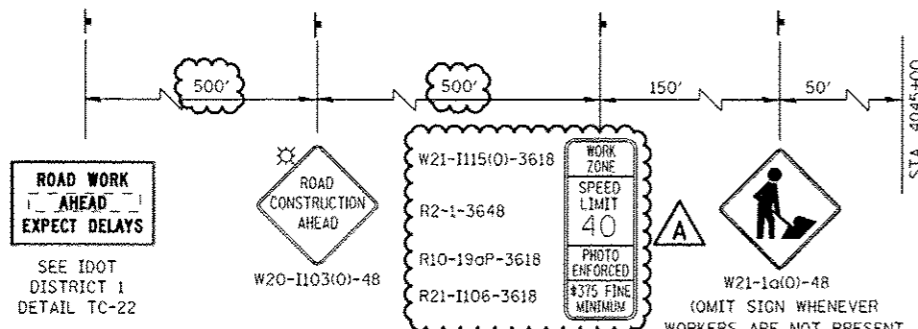 500'
500'
150'
50'
STA. 4045+00
ROAD WORK
AHEAD
EXPECT DELAYS
SEE IDOT
DISTRICT 1
DETAIL TC-22
ROAD
CONSTRUCTION
AHEAD
W20-I103(O)-48
W21-I115(O)-3618
R2-1-3648
R10-19aP-3618
R21-I106-3618
WORK
ZONE
SPEED
LIMIT
40
PHOTO
ENFORCED
$375 FINE
MINIMUM
A
W21-1a(O)-48
(OMIT SIGN WHENEVER
WORKERS ARE NOT PRESENT